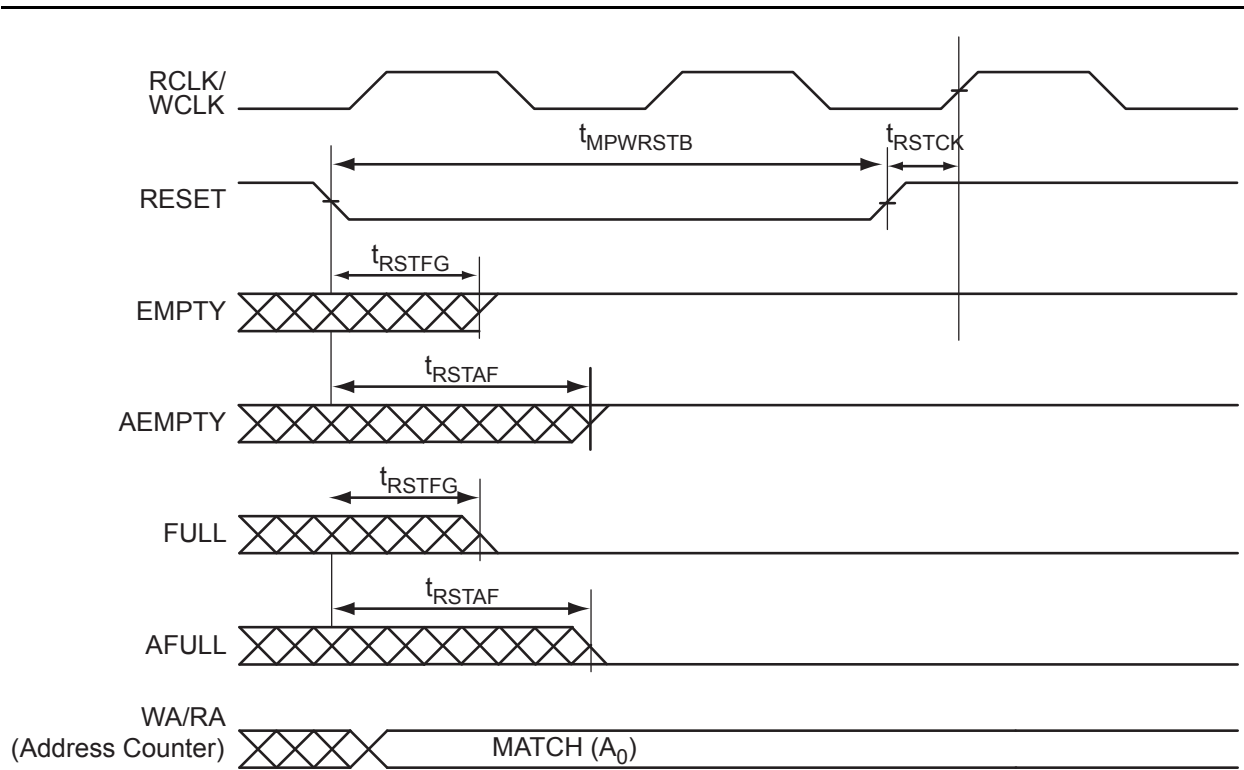 RCLK/
WCLK
tMPWRSTB
tRSTCK
RESET
tRSTFG
EMPTY
tRSTAF
AEMPTY
tRSTFG
FULL
tRSTAF
AFULL
WA/RA
(Address Counter)
MATCH (A0)